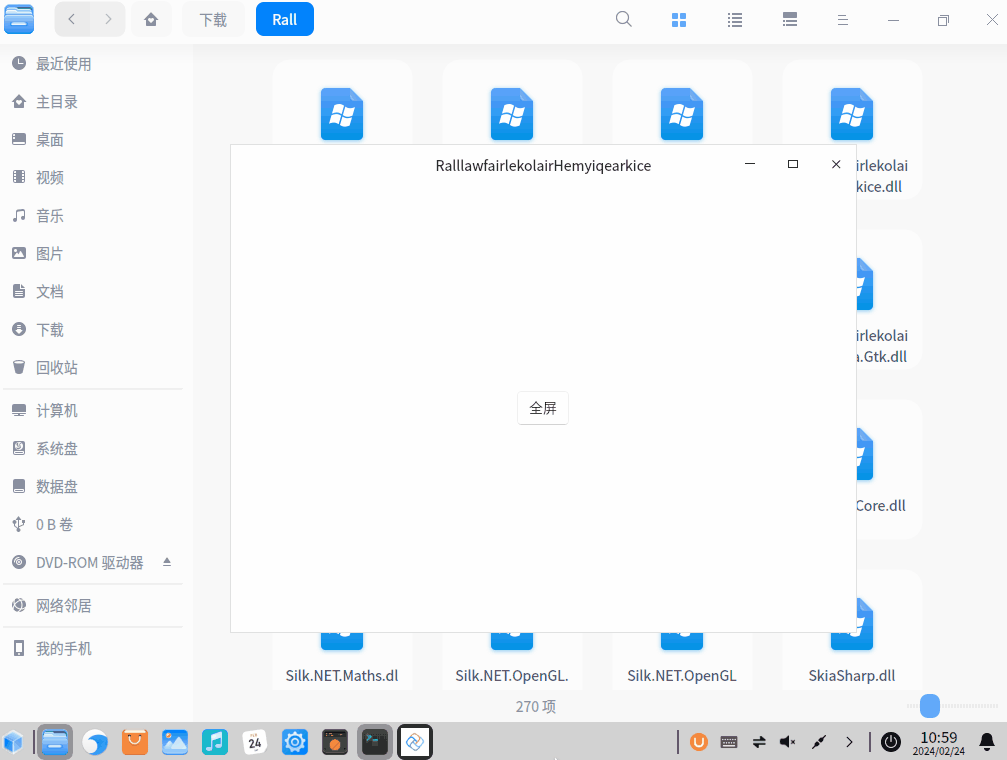 下载
Rall
最近使用
主目录
桌面
视频
音乐
图片
文档
下载
回收站
计算机
系统盘
数据盘
0 B 卷
DVD-ROM 驱动器
网络邻居
我的手机
RalllawfairlekolairHemyiqearkice
全屏
irlekolai
kice.dll
irlekolai
a.Gtk.dll
Core.dll
Silk.NET.Maths.dl
Silk.NET.OpenGL.
Silk.NET.OpenGL
SkiaSharp.dll
270 项
24
10:59
2024/02/24